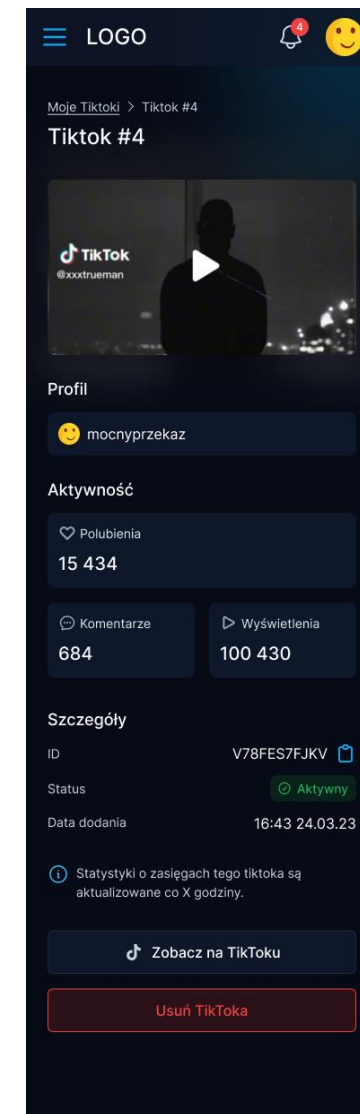 LOGO
4
Moje Tiktoki > Tiktok #4
Tiktok #4
TikTok
@xxxtrueman
Profil
mocnyprzekaz
Aktywność
Polubienia
15 434
Komentarze
684
Wyświetlenia
100 430
Szczegóły
ID V78FES7FJKV
Status Aktywny
Data dodania 16:43 24.03.23
Statystyki o zasięgach tego tiktoka są
aktualizowane co X godziny.
Zobacz na TikToku
Usuń TikToka